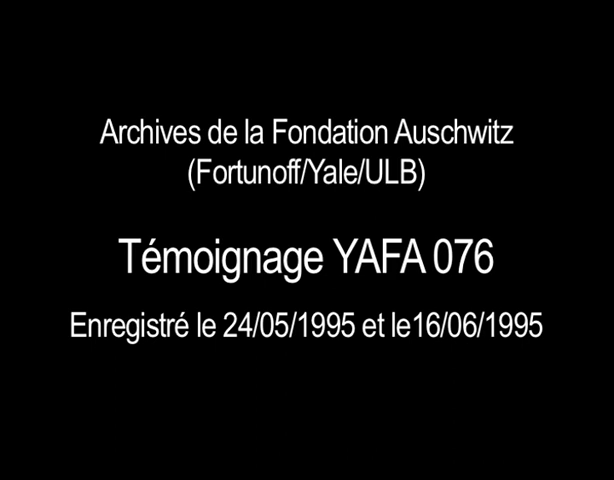 Archives de la Fondation Auschwitz
(Fortunoff/Yale/ULB)
Témoignage YAFA 076
Enregistré le 24/05/1995 et le16/06/1995